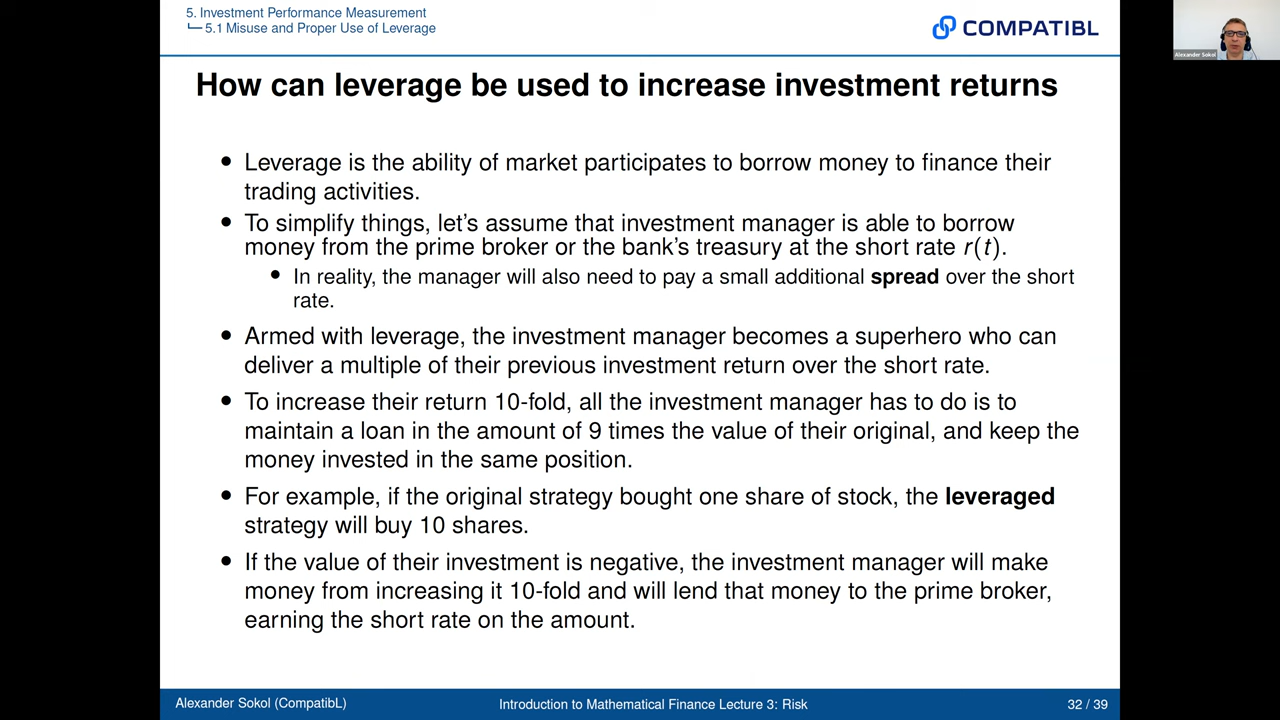 5. Investment Performance Measurement
5.1 Misuse and Proper Use of Leverage
COMPATIBL
Alexander Sokol
How can leverage be used to increase investment returns
• Leverage is the ability of market participates to borrow money to finance their
trading activities.
• To simplify things, let's assume that investment manager is able to borrow
money from the prime broker or the bank's treasury at the short rate r(t).
• In reality, the manager will also need to pay a small additional spread over the short
rate.
• Armed with leverage, the investment manager becomes a superhero who can
deliver a multiple of their previous investment return over the short rate.
• To increase their return 10-fold, all the investment manager has to do is to
maintain a loan in the amount of 9 times the value of their original, and keep the
money invested in the same position.
• For example, if the original strategy bought one share of stock, the leveraged
strategy will buy 10 shares.
• If the value of their investment is negative, the investment manager will make
money from increasing it 10-fold and will lend that money to the prime broker,
earning the short rate on the amount.
Alexander Sokol (CompatibL)
Introduction to Mathematical Finance Lecture 3: Risk
32 / 39